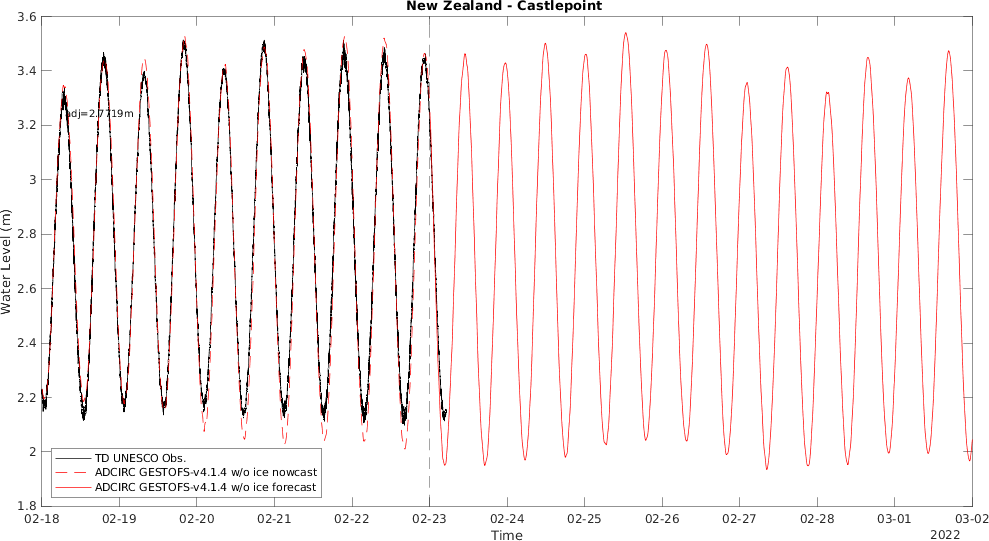 New Zealand - Castlepoint
3.6
3.4
3.2
3
2.8
2.6
2.4
2.2
2
1.8
Water Level (m)
adj=2.7719m
TD UNESCO Obs.
ADCIRC GESTOFS-v4.1.4 w/o ice nowcast
ADCIRC GESTOFS-v4.1.4 w/o ice forecast
02-18 02-19 02-20 02-21 02-22 02-23 02-24 02-25 02-26 02-27 02-28 03-01 03-02
Time
2022